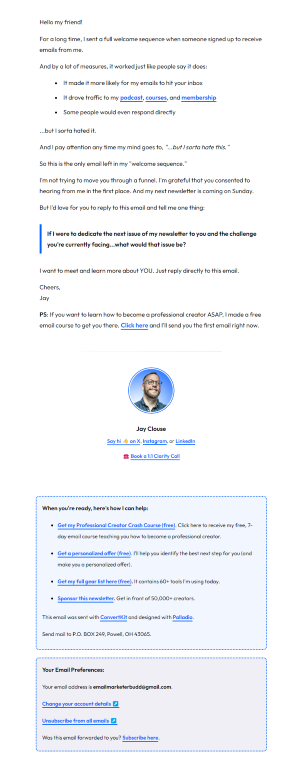 Hello my friend!
For a long time, I sent a full welcome sequence when someone signed up to receive
emails from me.
And by a lot of measures, it worked just like people say it does:
• It made it more likely for my emails to hit your inbox
• It drove traffic to my podcast, courses, and membership
• Some people would even respond directly
...but I sorta hated it.
And I pay attention any time my mind goes to, "...but I sorta hate this."
So this is the only email left in my "welcome sequence."
I'm not trying to move you through a funnel. I'm grateful that you consented to
hearing from me in the first place. And my next newsletter is coming on Sunday.
But I'd love for you to reply to this email and tell me one thing:
If I were to dedicate the next issue of my newsletter to you and the challenge
you're currently facing...what would that issue be?
I want to meet and learn more about YOU. Just reply directly to this email.
Cheers,
Jay
PS: If you want to learn how to become a professional creator ASAP, I made a free
email course to get you there. Click here and I'll send you the first email right now.
Jay Clouse
Say hi 👋 on X, Instagram, or LinkedIn
☎️ Book a 1:1 Clarity Call
When you're ready, here's how I can help:
• Get my Professional Creator Crash Course (free). Click here to receive my free, 7-
day email course teaching you how to become a professional creator.
• Get a personalized offer (free). I'll help you identify the best next step for you (and
make you a personalized offer).
• Get my full gear list here (free). It contains 60+ tools I'm using today.
• Sponsor this newsletter. Get in front of 50,000+ creators.
This email was sent with ConvertKit and designed with Palladio.
Send mail to P.O. BOX 249, Powell, OH 43065.
Your Email Preferences:
Your email address is emailmarketerbudd@gmail.com.
Change your account details ↗️
Unsubscribe from all emails ↗️
Was this email forwarded to you? Subscribe here.